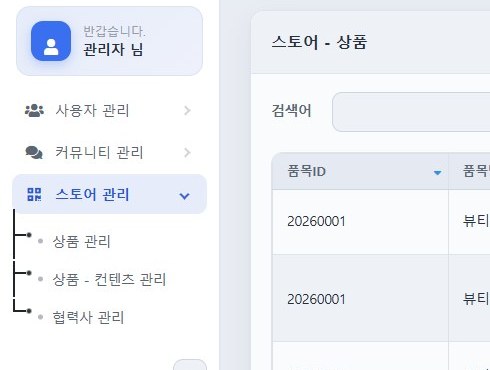 반갑습니다.
관리자 님
사용자 관리
커뮤니티 관리
스토어 관리
상품 관리
상품 - 컨텐츠 관리
협력사 관리
스토어 - 상품
검색어
품목ID
품목
20260001
뷰티
20260001
뷰티